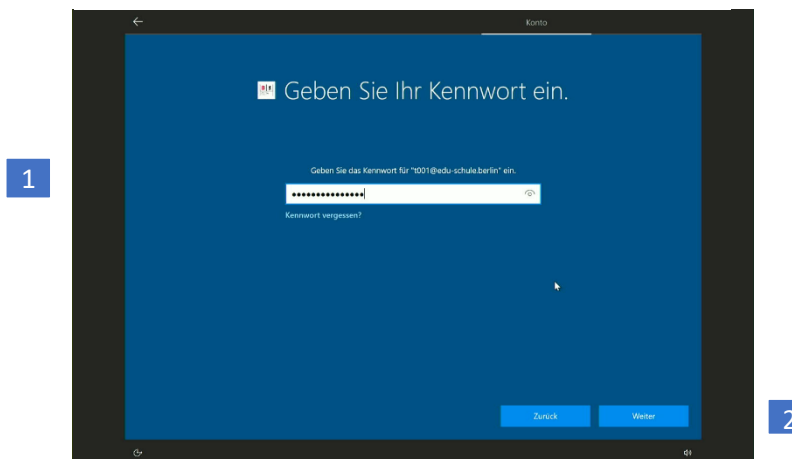 Konto
Geben Sie Ihr Kennwort ein.
Geben Sie das Kennwort für "t001@edu-schule.berlin" ein.
1
•••••••••••••••
Kennwort vergessen?
Zurück
Weiter
2